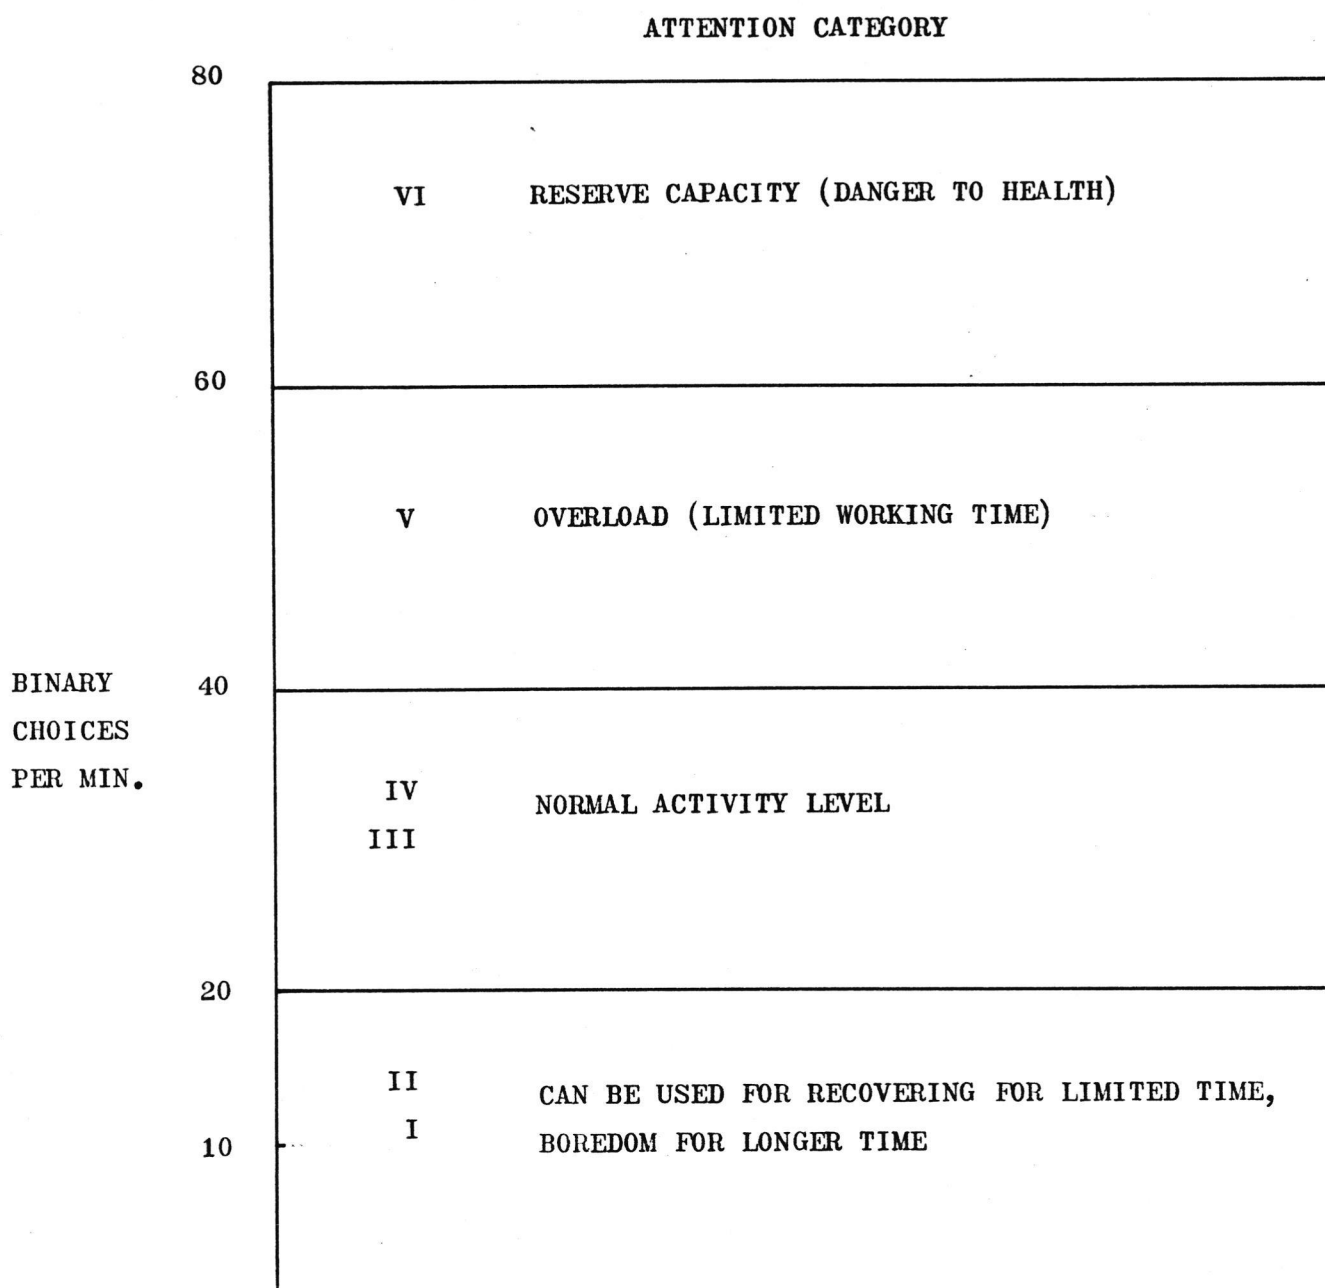 ATTENTION CATEGORY
80
VI RESERVE CAPACITY (DANGER TO HEALTH)
60
V OVERLOAD (LIMITED WORKING TIME)
BINARY 40
CHOICES
PER MIN.
IV NORMAL ACTIVITY LEVEL
III
20
II CAN BE USED FOR RECOVERING FOR LIMITED TIME,
I BOREDOM FOR LONGER TIME
10